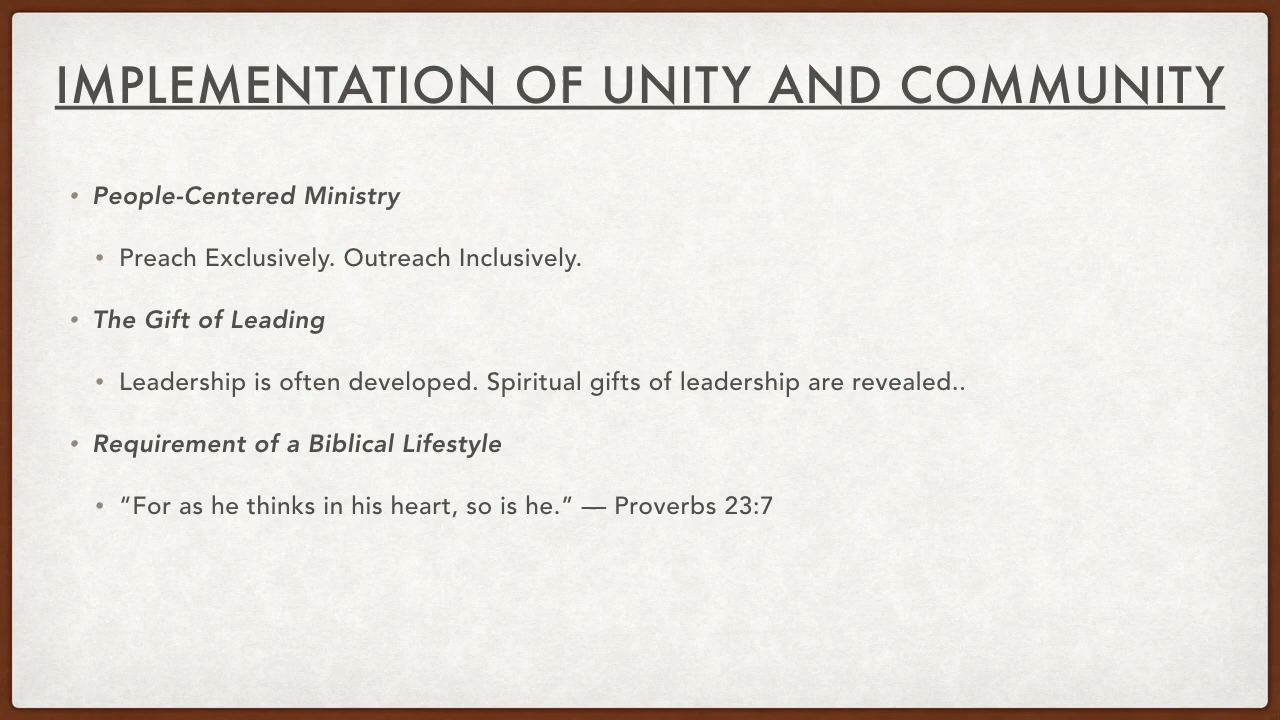 IMPLEMENTATION OF UNITY AND COMMUNITY
• People-Centered Ministry
• Preach Exclusively. Outreach Inclusively.
• The Gift of Leading
• Leadership is often developed. Spiritual gifts of leadership are revealed..
• Requirement of a Biblical Lifestyle
• “For as he thinks in his heart, so is he.” — Proverbs 23:7